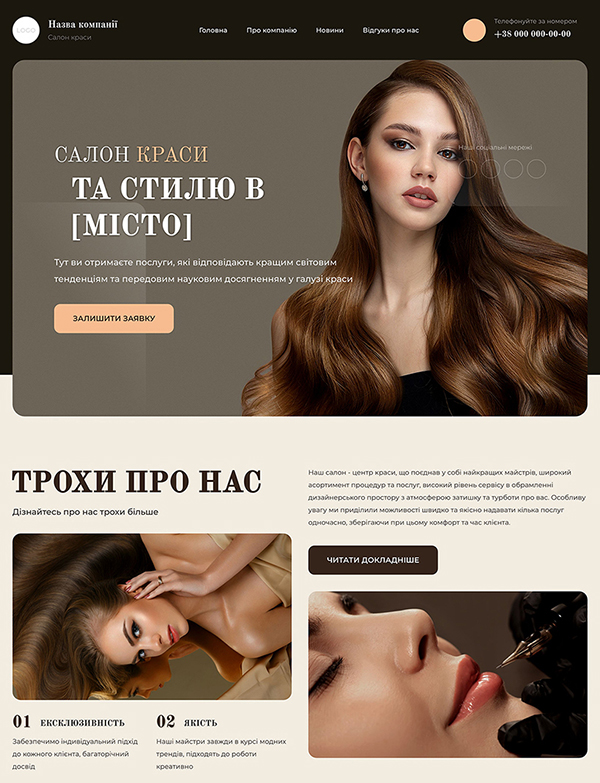 LOGO
Назва компанії
Салон краси
Головна
Про компанію
Новини
Відгуки про нас
Телефонуйте за номером
+38 000 000-00-00
САЛОН КРАСИ
ТА СТИЛЮ В
[МІСТО]
Наші соціальні мережі
Тут ви отримаєте послуги, які відповідають кращим світовим
тенденціям та передовим науковим досягненням у галузі краси
ЗАЛИШИТИ ЗАЯВКУ
ТРОХИ ПРО НАС
Дізнайтесь про нас трохи більше
Наш салон - центр краси, що поєднав у собі найкращих майстрів, широкий
асортимент процедур та послуг, високий рівень сервісу в обрамленні
дизайнерського простору з атмосферою затишку та турботи про вас. Особливу
увагу ми приділили можливості швидко та якісно надавати кілька послуг
одночасно, зберігаючи при цьому комфорт та час клієнта.
ЧИТАТИ ДОКЛАДНІШЕ
01 ЕКСКЛЮЗИВНІСТЬ
Забезпечимо індивідуальний підхід
до кожного клієнта, багаторічний
досвід
02 ЯКІСТЬ
Наші майстри завжди в курсі модних
трендів, підходять до роботи
креативно